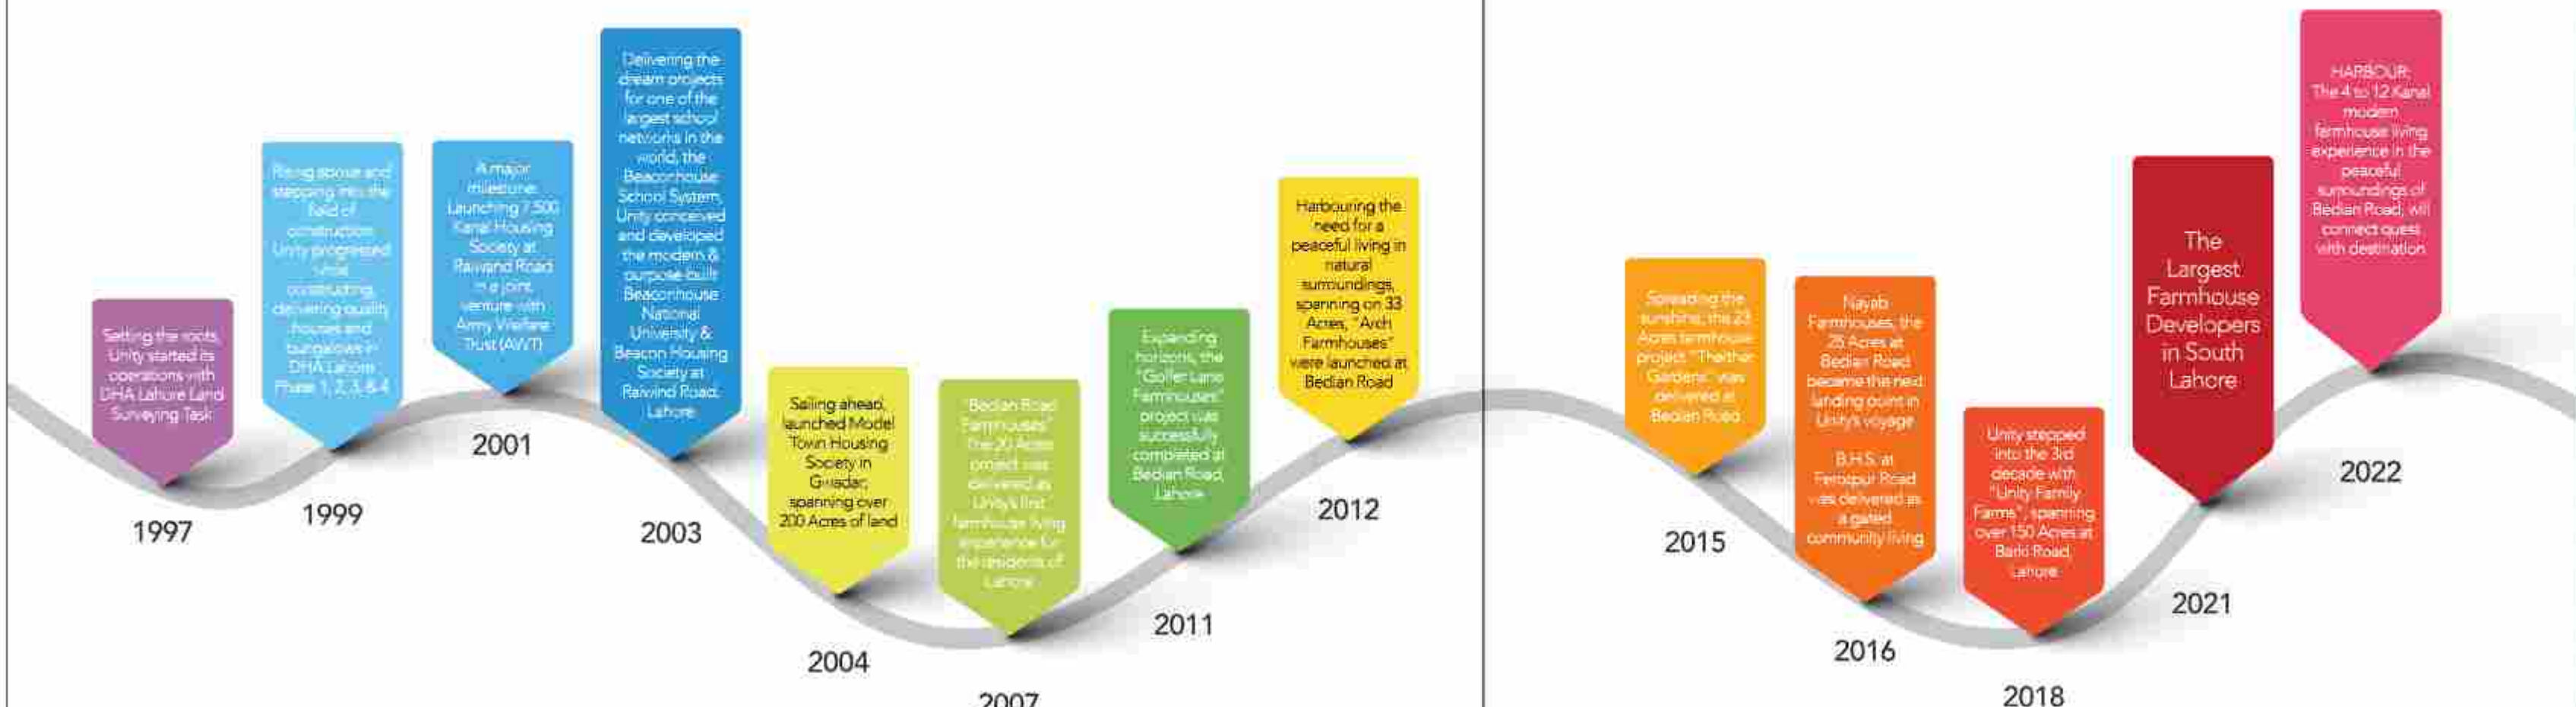 Setting the roots,
Unity started its
operations with
DHA Lahore Land
Surveying Task
1997
Rising above and
stepping into the
field of
construction
Unity progressed
while
constructing,
delivering quality
houses and
bungalows in
DHA Lahore
Phase 1, 2, 3, & 4
1999
A major
milestone:
Launching 7,500
Kanal Housing
Society at
Raiwand Road
in a joint
venture with
Army Welfare
Trust (AWT)
2001
Delivering the
dream projects
for one of the
largest school
networks in the
world, the
Beaconhouse
School System,
Unity conceived
and developed
the modern &
purpose-built
Beaconhouse
National
University &
Beacon Housing
Society at
Raiwind Road,
Lahore
2003
Sailing ahead,
launched Model
Town Housing
Society in
Gwadar,
spanning over
200 Acres of land
2004
"Bedian Road
Farmhouses"
The 20 Acres
project was
delivered as
Unity's first
farmhouse living
experience for
the residents of
Lahore
2007
Expanding
horizons, the
"Golfer Lane
Farmhouses"
project was
successfully
completed at
Bedian Road,
Lahore
2011
Harbouring the
need for a
peaceful living in
natural
surroundings,
spanning on 33
Acres, "Arch
Farmhouses"
were launched at
Bedian Road
2012
Spreading the
sunshine, the 23
Acres farmhouse
project
Gardens" was
delivered at
Bedian Road
2015
Nayab
Farmhouses, the
25 Acres at
Bedian Road
became the next
landing point in
Unity's voyage
B.H.S. at
Ferozpur Road
was delivered as
a gated
community living
2016
Unity stepped
into the 3rd
decade with
"Unity Family
Farms", spanning
over 150 Acres at
Barki Road,
Lahore
2018
The
Largest
Farmhouse
Developers
in South
Lahore
2021
HARBOUR:
The 4 to 12 Kanal
modern
farmhouse living
experience in the
peaceful
surroundings of
Bedian Road, will
connect quest
with destination
2022